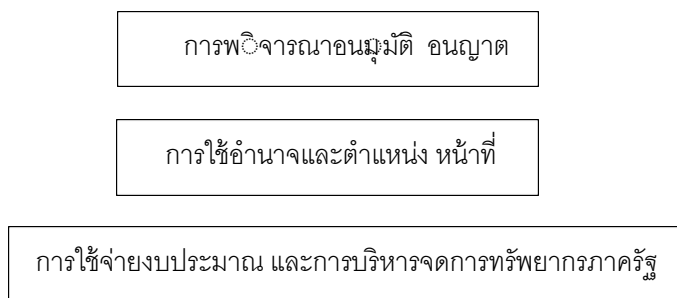 การพิจารณาอนมุมัติ อนญาต
การใช้อำนาจและตำแหน่ง หน้าที่
การใช้จ่ายงบประมาณ และการบริหารจดการทรัพยากรภาครัฐ